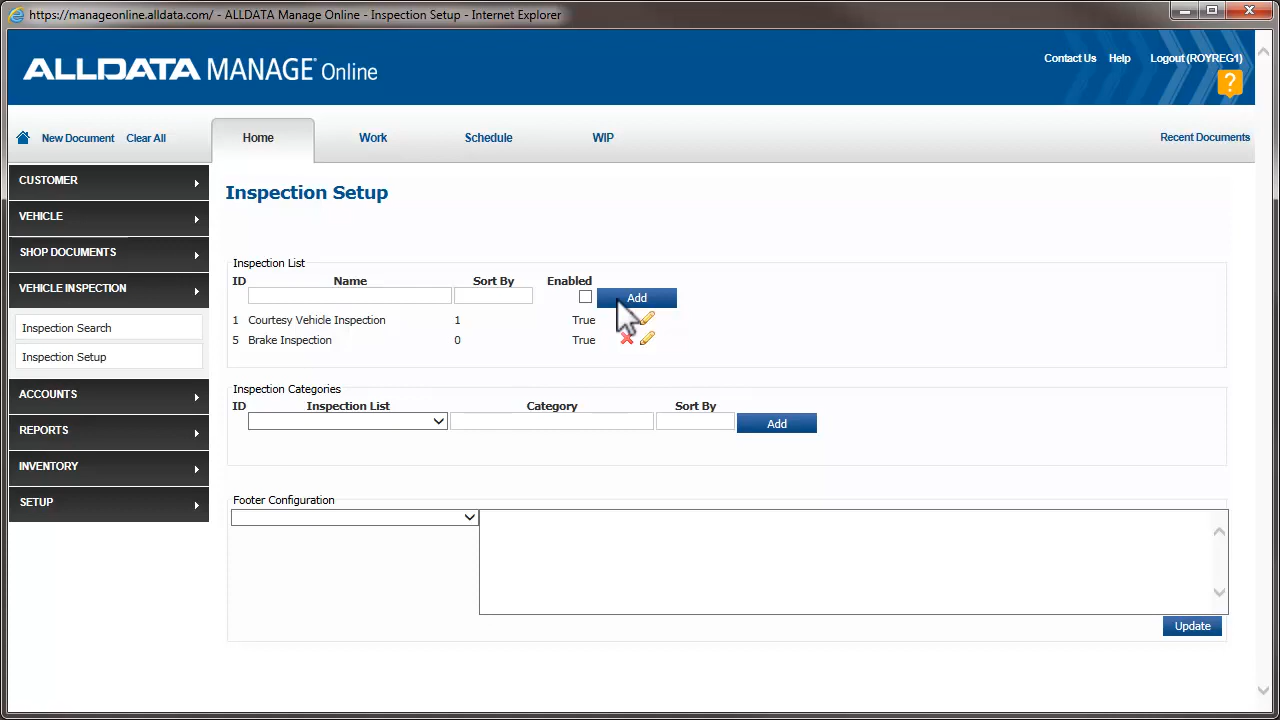 https://manageonline.alldata.com/ - ALLDATA Manage Online - Inspection Setup - Internet Explorer
ALLDATA MANAGE Online
Contact Us Help Logout (ROYREG1)
?
New Document Clear All Home Work Schedule WIP Recent Documents
CUSTOMER
VEHICLE
SHOP DOCUMENTS
VEHICLE INSPECTION
Inspection Search
Inspection Setup
ACCOUNTS
REPORTS
INVENTORY
SETUP
Inspection Setup
Inspection List
ID Name Sort By Enabled
Add
1 Courtesy Vehicle Inspection 1 True
5 Brake Inspection 0 True
Inspection Categories
ID Inspection List Category Sort By
Add
Footer Configuration
Update